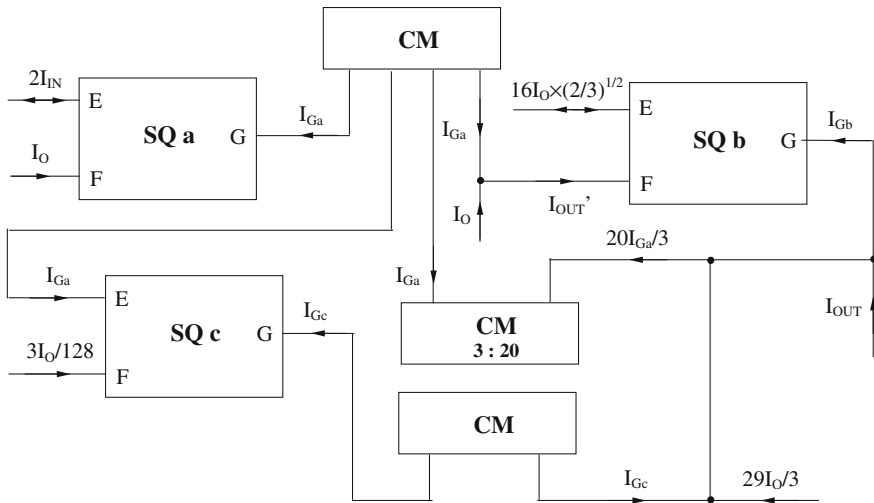 CM
2I_IN
E
SQ a
G
I_Ga
I_O
F
I_Ga
16I_O×(2/3)^1/2
E
SQ b
G
I_Gb
F
I_O
I_OUT'
20I_Ga/3
I_Ga
E
SQ c
G
I_Gc
I_Ga
CM
3 : 20
I_OUT
3I_O/128
F
CM
I_Gc
29I_O/3